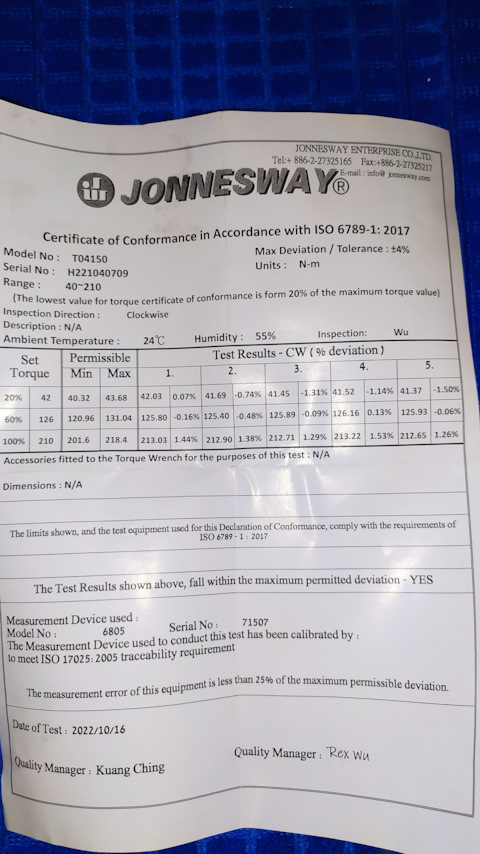 JONNESWAY ENTERPRISE CO.,LTD.
Tel:+ 886-2-27325165 Fax:+886-2-27325217
E-mail : info@ jonnesway.com
JONNESWAY®
Certificate of Conformance in Accordance with ISO 6789-1: 2017
Model No : T04150 Max Deviation / Tolerance : ±4%
Serial No : H221040709 Units : N-m
Range : 40~210
(The lowest value for torque certificate of conformance is form 20% of the maximum torque value)
Inspection Direction : Clockwise
Description : N/A
Ambient Temperature : 24℃ Humidity : 55% Inspection: Wu
Set Torque Permissible Test Results - CW ( % deviation )
Min Max 1. 2. 3. 4. 5.
20% 42 40.32 43.68 42.03 0.07% 41.69 -0.74% 41.45 -1.31% 41.52 -1.14% 41.37 -1.50%
60% 126 120.96 131.04 125.80 -0.16% 125.40 -0.48% 125.89 -0.09% 126.16 0.13% 125.93 -0.06%
100% 210 201.6 218.4 213.03 1.44% 212.90 1.38% 212.71 1.29% 213.22 1.53% 212.65 1.26%
Accessories fitted to the Torque Wrench for the purposes of this test : N/A
Dimensions : N/A
The limits shown, and the test equipment used for this Declaration of Conformance, comply with the requirements of
ISO 6789 - 1 : 2017
The Test Results shown above, fall within the maximum permitted deviation - YES
Measurement Device used :
Model No : 6805 Serial No : 71507
The Measurement Device used to conduct this test has been calibrated by :
to meet ISO 17025: 2005 traceability requirement
The measurement error of this equipment is less than 25% of the maximum permissible deviation.
Date of Test : 2022/10/16
Quality Manager : Kuang Ching Quality Manager : Rex Wu